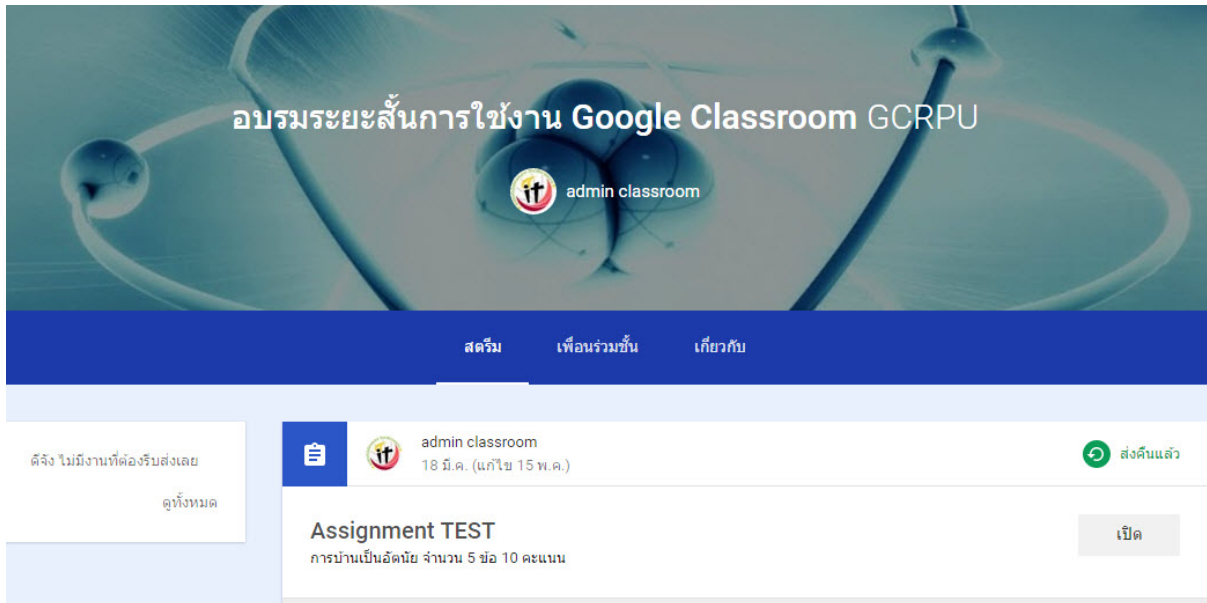 อบรมระยะสั้นการใช้งาน Google Classroom GCRPU
it admin classroom
สตรีม เพื่อนร่วมชั้น เกี่ยวกับ
ดีจัง ไม่มีงานที่ต้องรีบส่งเลย
ดูทั้งหมด
it admin classroom
18 มี.ค. (แก้ไข 15 พ.ค.)
ส่งคืนแล้ว
Assignment TEST
การบ้านเป็นอัตนัย จำนวน 5 ข้อ 10 คะแนน
เปิด